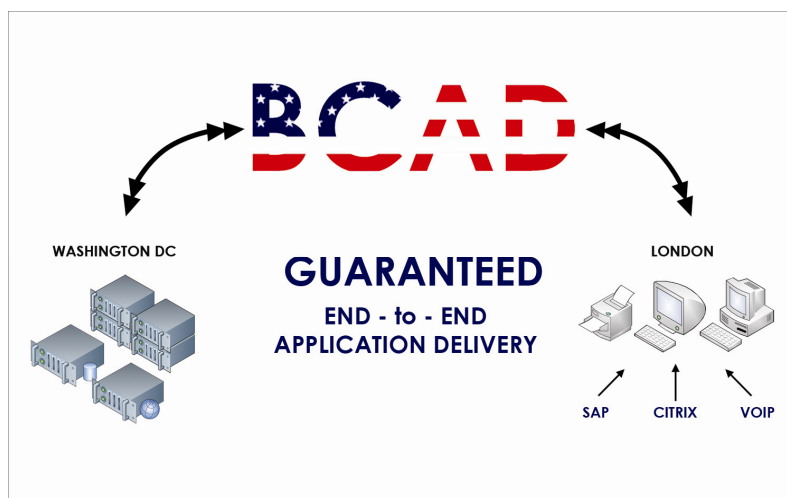 BCAD
WASHINGTON DC
GUARANTEED
END - to - END
APPLICATION DELIVERY
LONDON
SAP
CITRIX
VOIP